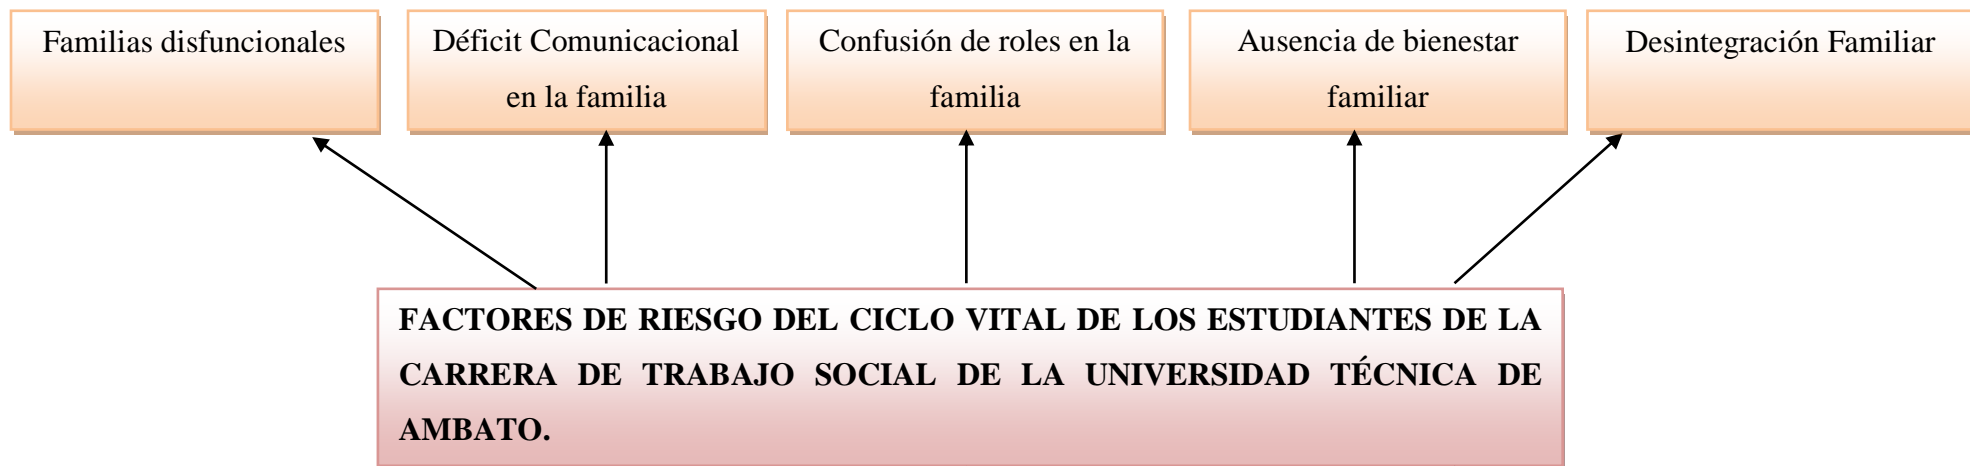 Familias disfuncionales
Déficit Comunicacional
en la familia
Confusión de roles en la
familia
Ausencia de bienestar
familiar
Desintegración Familiar
FACTORES DE RIESGO DEL CICLO VITAL DE LOS ESTUDIANTES DE LA
CARRERA DE TRABAJO SOCIAL DE LA UNIVERSIDAD TÉCNICA DE
AMBATO.